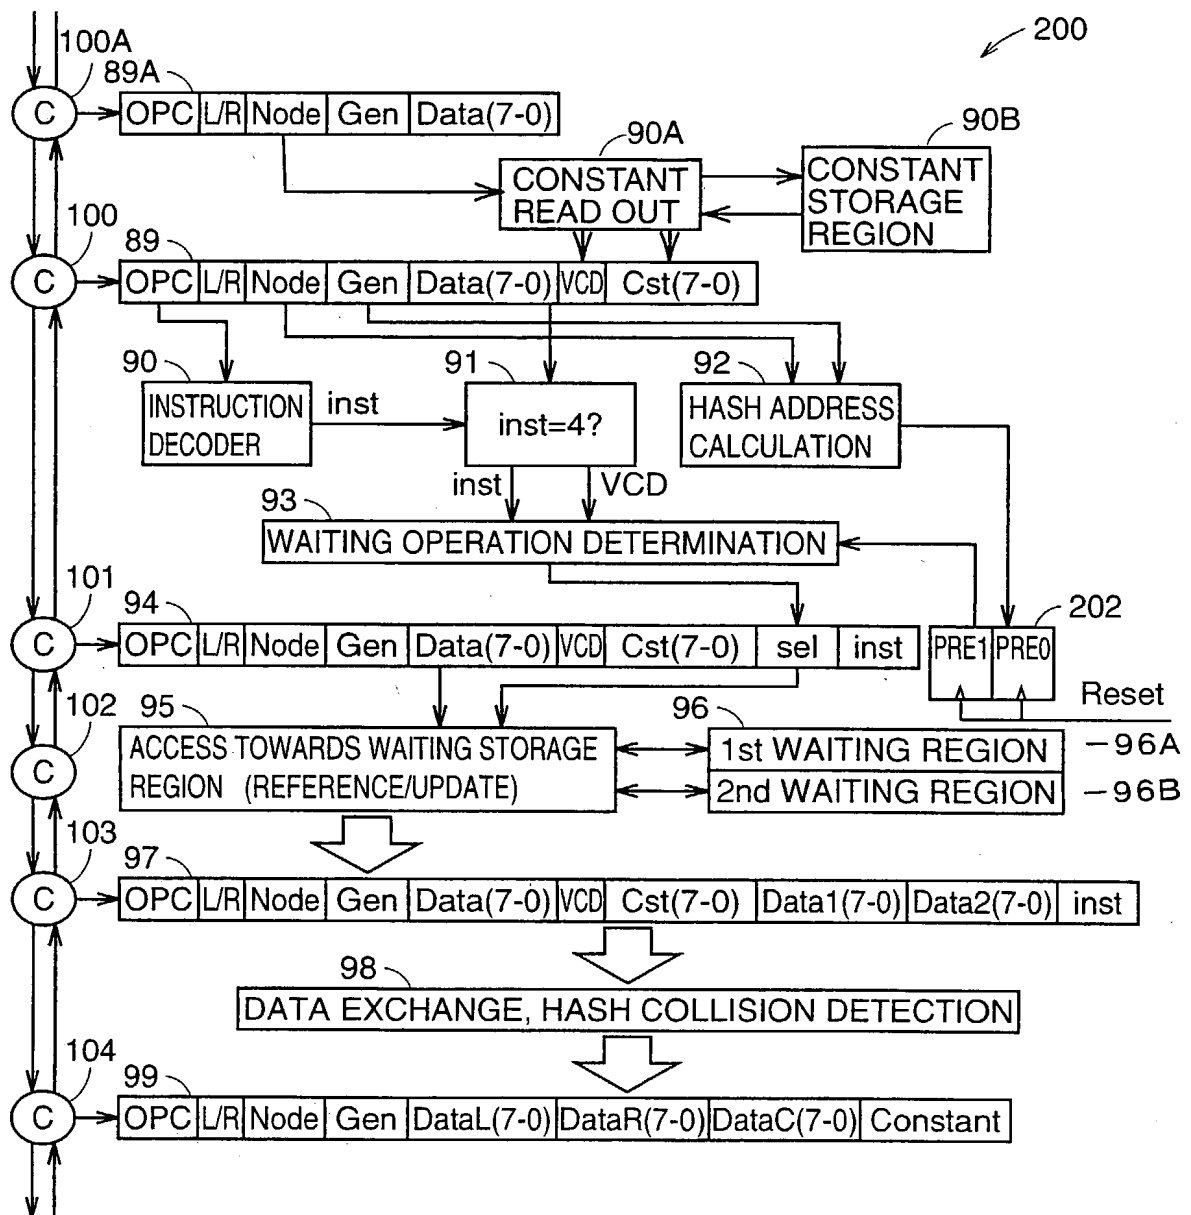 100A
200
89A
C
OPC L/R Node Gen Data(7-0)
90A
90B
CONSTANT
READ OUT
CONSTANT
STORAGE
REGION
100
89
C
OPC L/R Node Gen Data(7-0) VCD Cst(7-0)
90
91
92
INSTRUCTION
DECODER
inst
inst=4?
HASH ADDRESS
CALCULATION
inst
VCD
93
WAITING OPERATION DETERMINATION
101
94
202
C
OPC L/R Node Gen Data(7-0) VCD Cst(7-0) sel inst
PRE1 PRE0
Reset
102
95
96
C
ACCESS TOWARDS WAITING STORAGE
REGION (REFERENCE/UPDATE)
1st WAITING REGION
-96A
2nd WAITING REGION
-96B
103
97
C
OPC L/R Node Gen Data(7-0) VCD Cst(7-0) Data1(7-0) Data2(7-0) inst
98
DATA EXCHANGE, HASH COLLISION DETECTION
104
99
C
OPC L/R Node Gen DataL(7-0) DataR(7-0) DataC(7-0) Constant